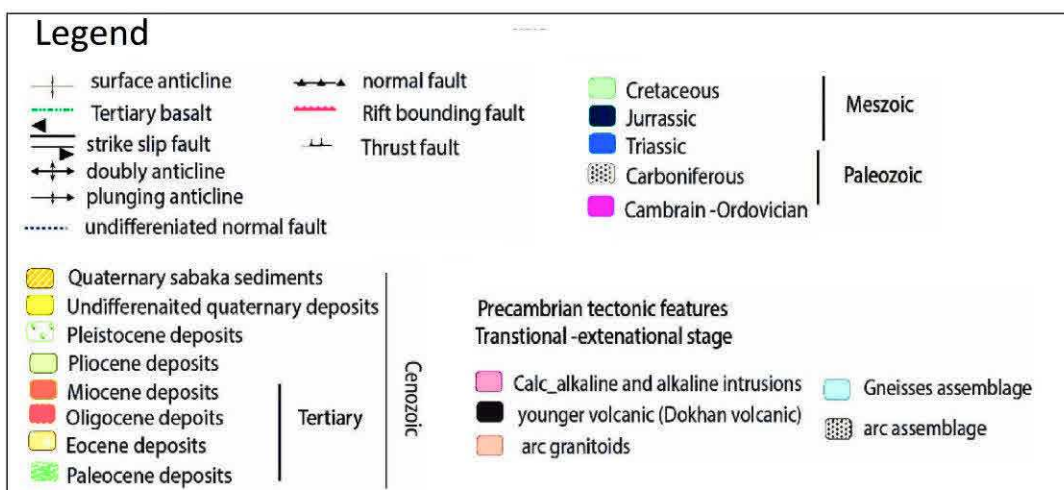 Legend
surface anticline
Tertiary basalt
strike slip fault
doubly anticline
plunging anticline
undiffereniated normal fault
normal fault
Rift bounding fault
Thrust fault
Cretaceous
Jurrassic
Triassic
Meszoic
Carboniferous
Cambrain -Ordovician
Paleozoic
Quaternary sabaka sediments
Undifferenaited quaternary deposits
Pleistocene deposits
Pliocene deposits
Miocene deposits
Oligocene depoits
Eocene deposits
Paleocene deposits
Tertiary
Cenozoic
Precambrian tectonic features
Transtional -extenational stage
Calc_alkaline and alkaline intrusions
younger volcanic (Dokhan volcanic)
arc granitoids
Gneisses assemblage
arc assemblage